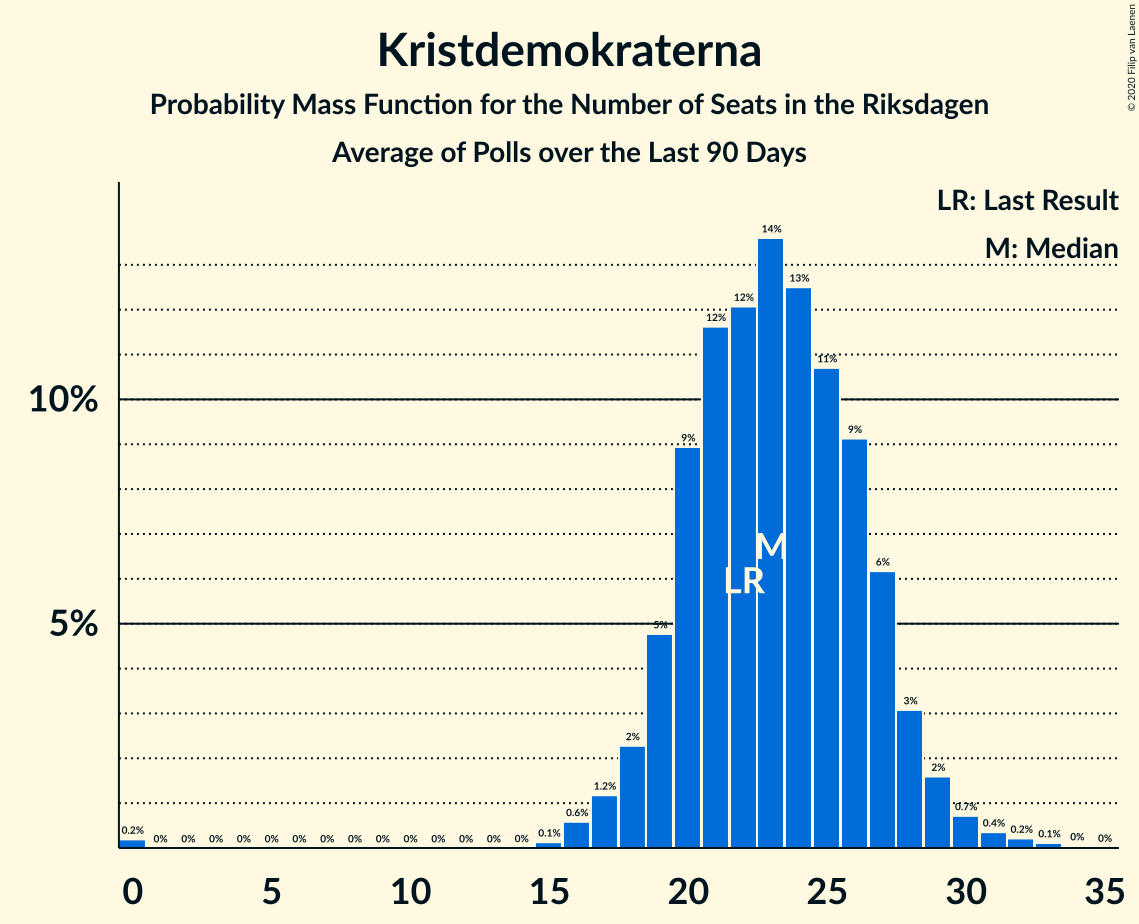 © 2020 Filip van Laenen
Kristdemokraterna
Probability Mass Function for the Number of Seats in the Riksdagen
Average of Polls over the Last 90 Days
LR: Last Result
M: Median
10%
5%
0.2% 0% 0% 0% 0% 0% 0% 0% 0% 0% 0% 0% 0% 0% 0% 0.1% 0.6% 1.2% 2% 5% 9% 12% 12% 14% 13% 11% 9% 6% 3% 2% 0.7% 0.4% 0.2% 0.1% 0% 0%
M
LR
0 5 10 15 20 25 30 35